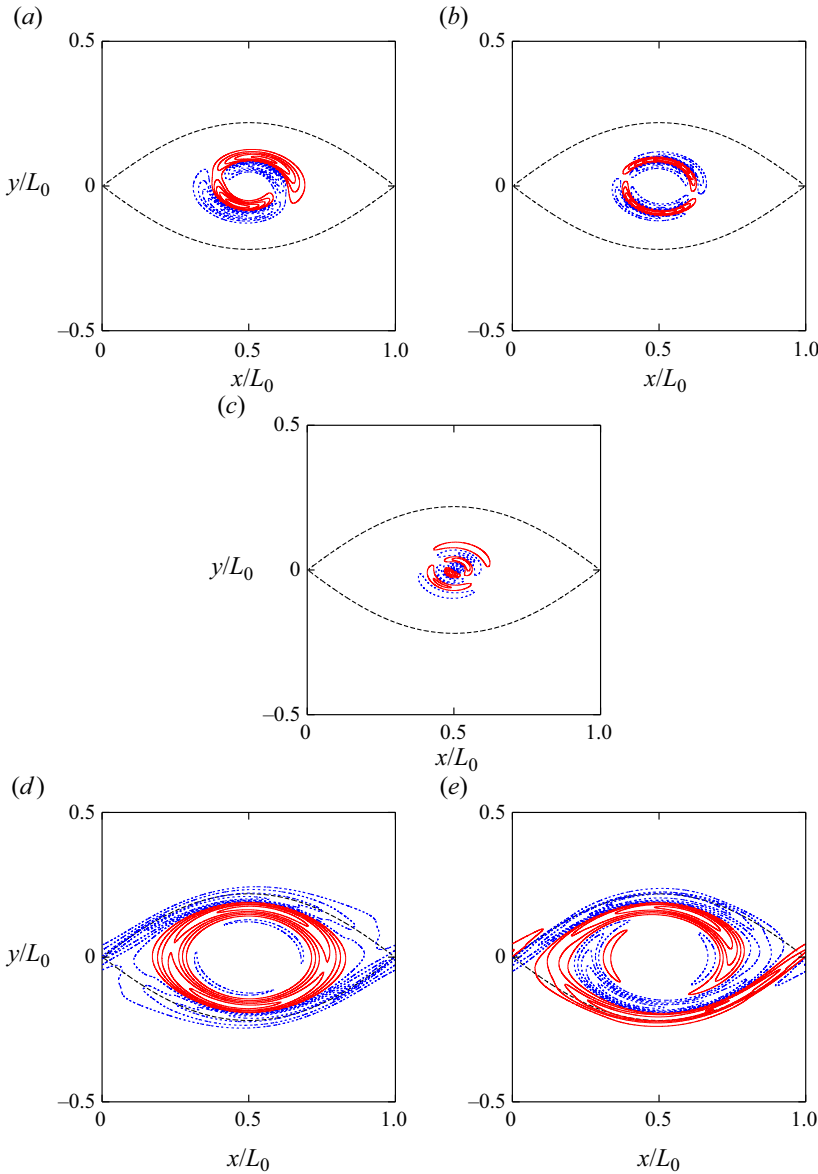 (a) (b)
0.5 0.5
y/L0 0 0
–0.5 –0.5
0 0.5 1.0 0 0.5 1.0
x/L0 x/L0
(c)
0.5
y/L0 0
–0.5
0 0.5 1.0
x/L0
(d) (e)
0.5 0.5
y/L0 0 y/L0 0
–0.5 –0.5
0 0.5 1.0 0 0.5 1.0
x/L0 x/L0